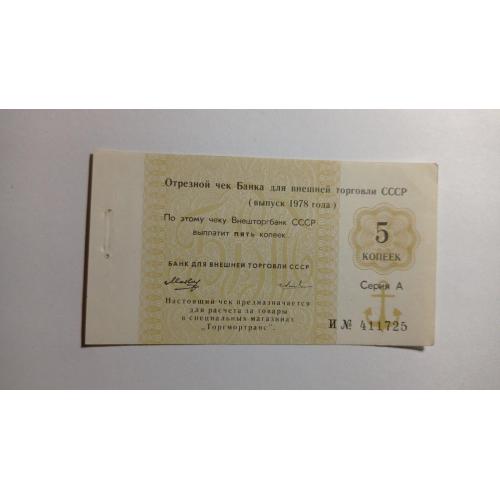 Отрезной чек Банка для внешней торговли СССР
(выпуск 1978 года)
По этому чеку Внешторгбанк СССР
выплатит пять копеек.
5
КОПЕЕК
БАНК ДЛЯ ВНЕШНЕЙ ТОРГОВЛИ СССР
Серия А
Настоящий чек предназначается
для расчета за товары
в специальных магазинах
„Торгмортранс".
И № 411725